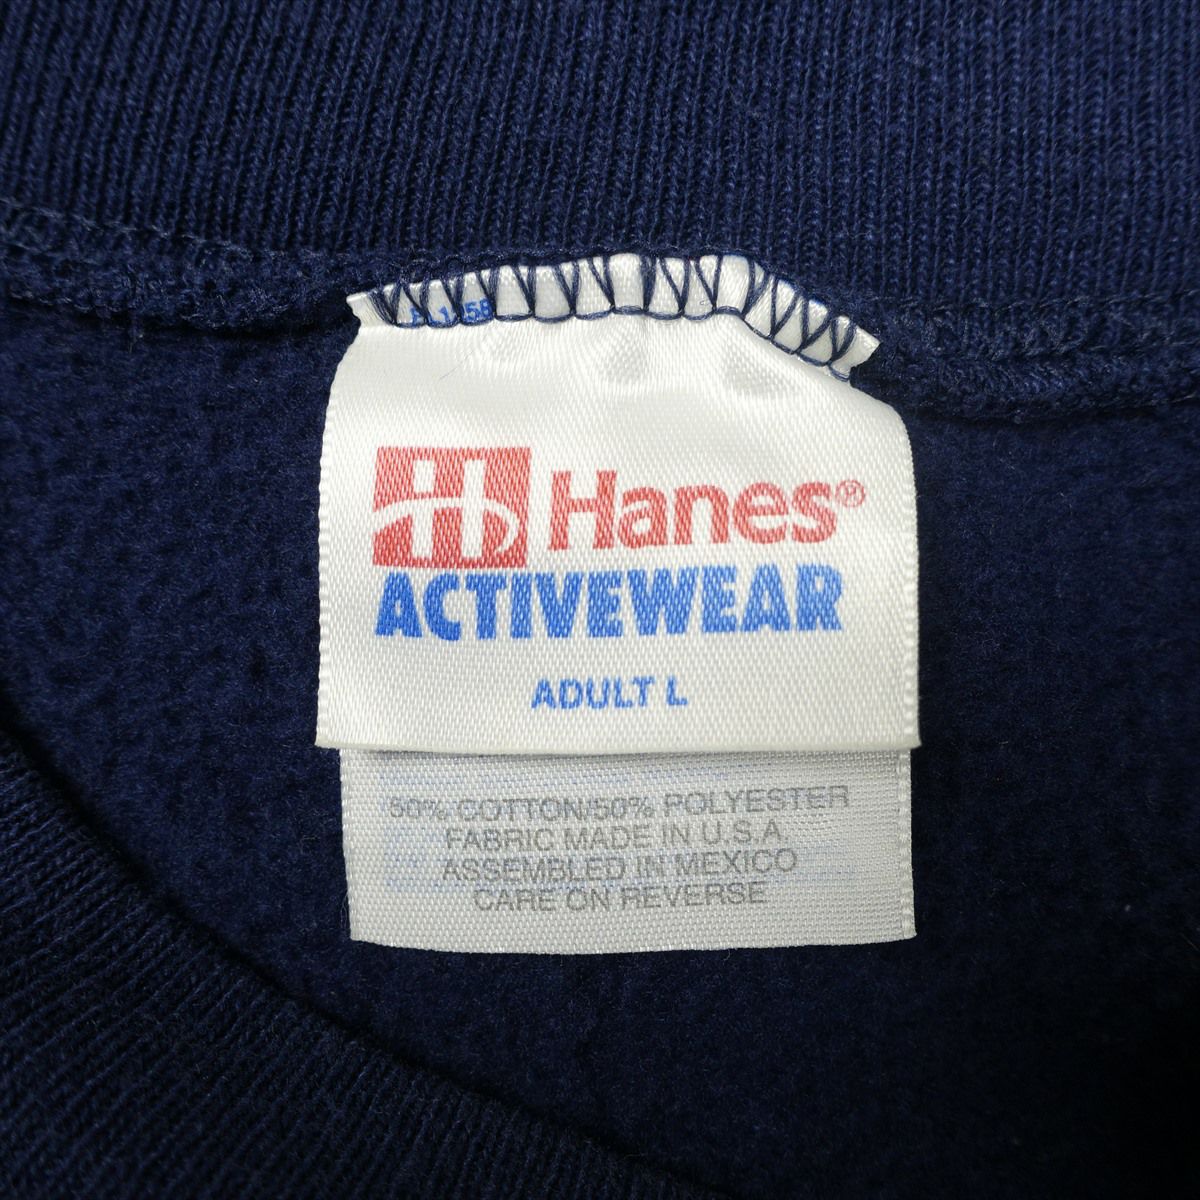 Hanes®
ACTIVEWEAR
ADULT L
50% COTTON/50% POLYESTER
FABRIC MADE IN U.S.A.
ASSEMBLED IN MEXICO
CARE ON REVERSE